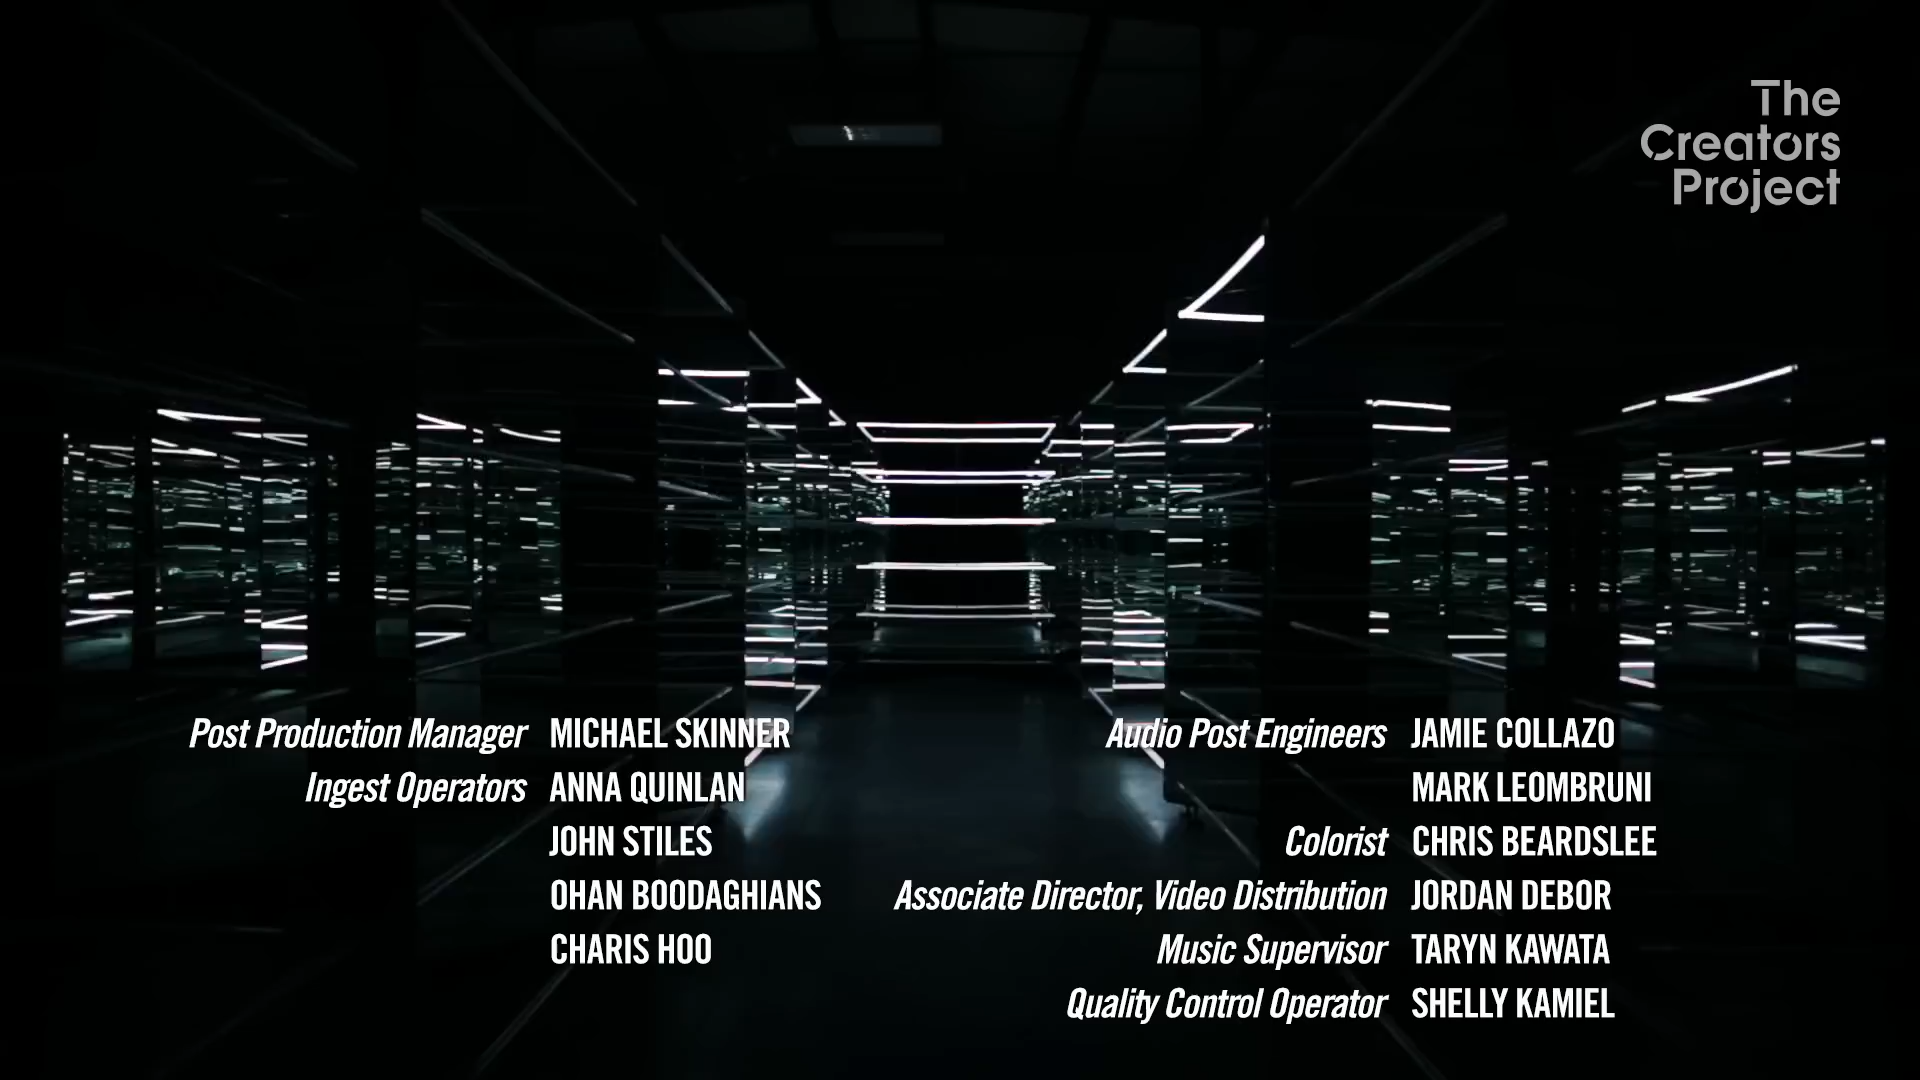 The
Creators
Project
Post Production Manager MICHAEL SKINNER
Ingest Operators ANNA QUINLAN
JOHN STILES
OHAN BOODAGHIANS
CHARIS HOO
Audio Post Engineers JAMIE COLLAZO
MARK LEOMBRUNI
Colorist CHRIS BEARDSLEE
Associate Director, Video Distribution JORDAN DEBOR
Music Supervisor TARYN KAWATA
Quality Control Operator SHELLY KAMIEL